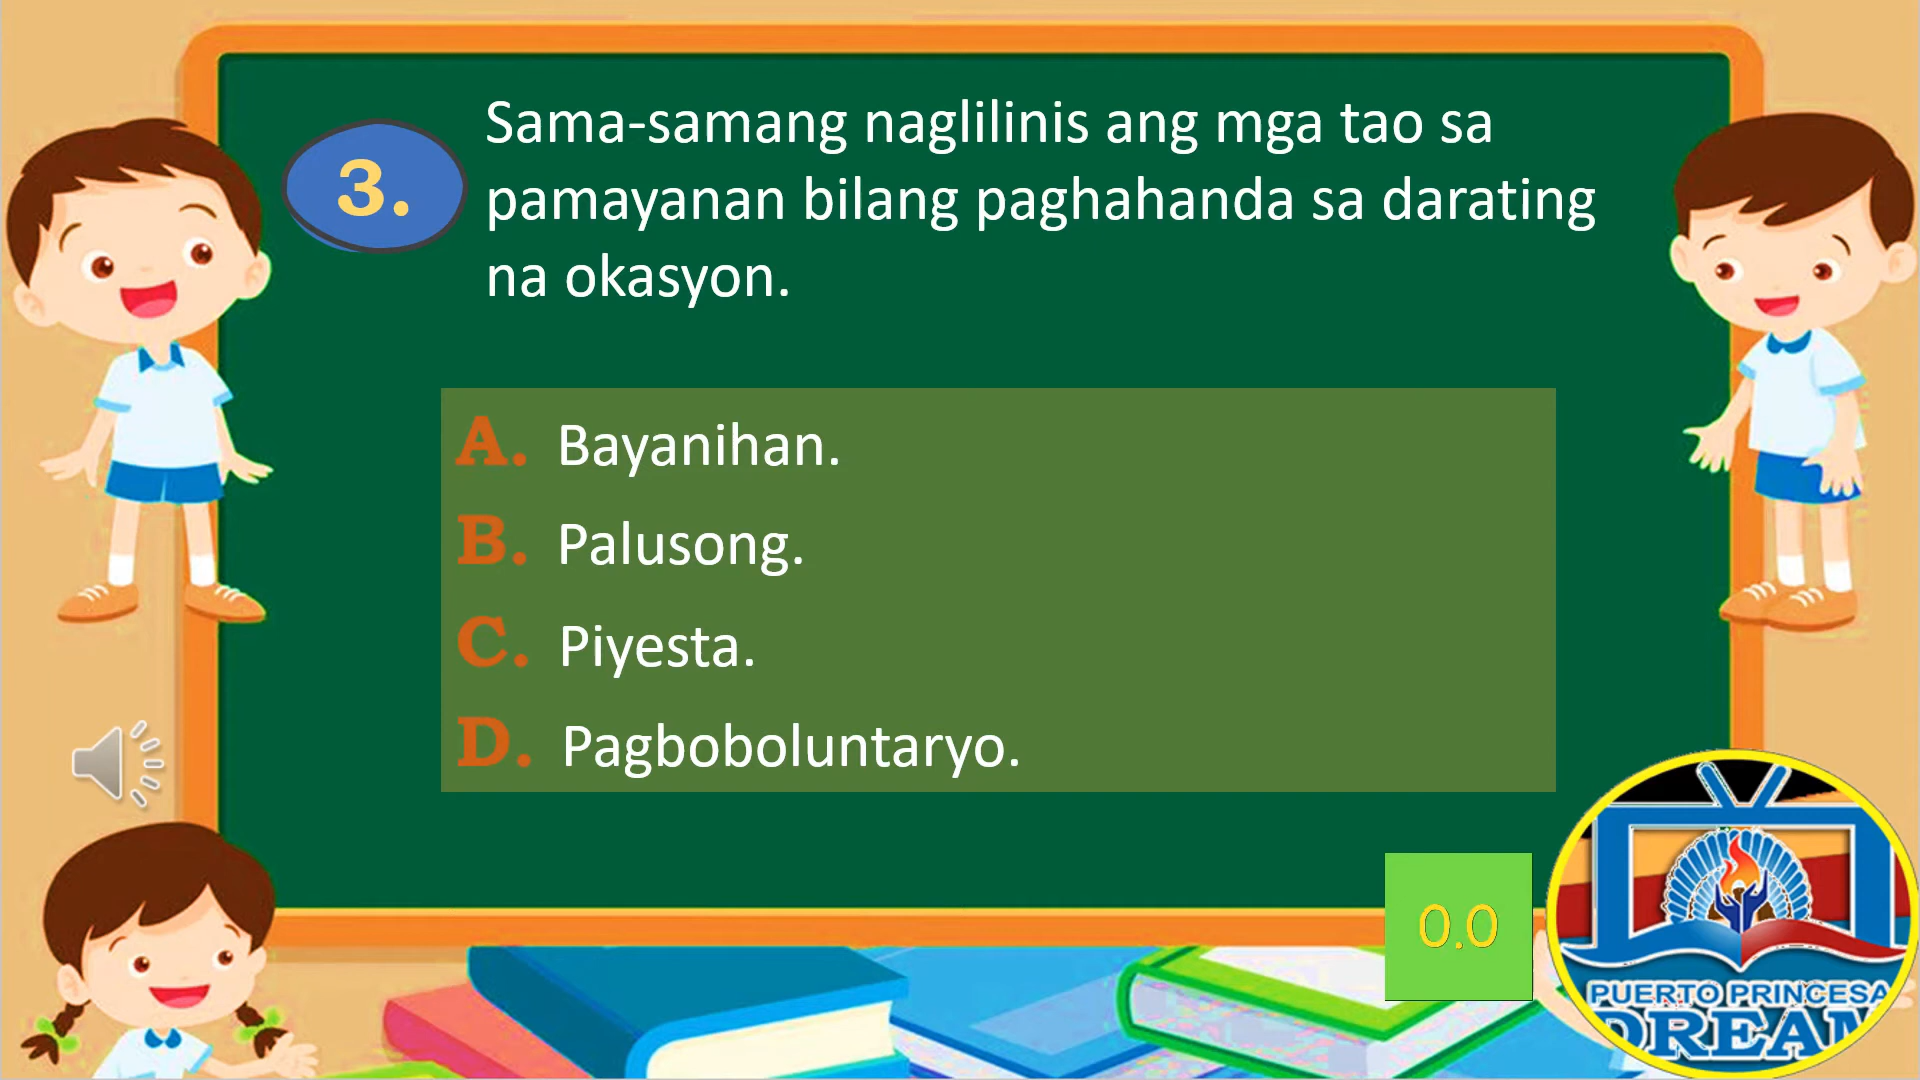 3.
Sama-samang naglilinis ang mga tao sa
pamayanan bilang paghahanda sa darating
na okasyon.
A. Bayanihan.
B. Palusong.
C. Piyesta.
D. Pagboboluntaryo.
0.0
PUERTO PRINCESA
DREAM